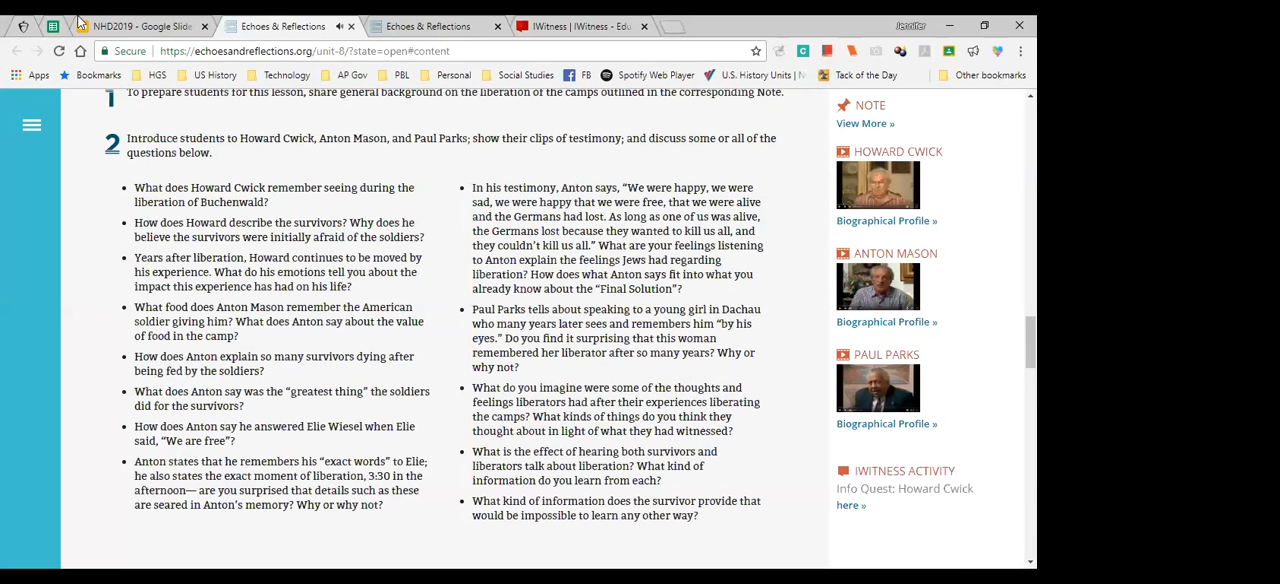 NHD2019 - Google Slide
Echoes & Reflections
Echoes & Reflections
IWitness | IWitness - Edu
Jennifer
Secure
https://echoesandreflections.org/unit-8/?state=open#content
Apps
Bookmarks
HGS
US History
Technology
AP Gov
PBL
Personal
Social Studies
FB
Spotify Web Player
U.S. History Units | N
Tack of the Day
Other bookmarks
1
To prepare students for this lesson, share general background on the liberation of the camps outlined in the corresponding Note.
2
Introduce students to Howard Cwick, Anton Mason, and Paul Parks; show their clips of testimony; and discuss some or all of the
questions below.
• What does Howard Cwick remember seeing during the
liberation of Buchenwald?
• How does Howard describe the survivors? Why does he
believe the survivors were initially afraid of the soldiers?
• Years after liberation, Howard continues to be moved by
his experience. What do his emotions tell you about the
impact this experience has had on his life?
• What food does Anton Mason remember the American
soldier giving him? What does Anton say about the value
of food in the camp?
• How does Anton explain so many survivors dying after
being fed by the soldiers?
• What does Anton say was the “greatest thing” the soldiers
did for the survivors?
• How does Anton say he answered Elie Wiesel when Elie
said, “We are free”?
• Anton states that he remembers his “exact words” to Elie;
he also states the exact moment of liberation, 3:30 in the
afternoon— are you surprised that details such as these
are seared in Anton’s memory? Why or why not?
• In his testimony, Anton says, “We were happy, we were
sad, we were happy that we were free, that we were alive
and the Germans had lost. As long as one of us was alive,
the Germans lost because they wanted to kill us all, and
they couldn’t kill us all.” What are your feelings listening
to Anton explain the feelings Jews had regarding
liberation? How does what Anton says fit into what you
already know about the “Final Solution”?
• Paul Parks tells about speaking to a young girl in Dachau
who many years later sees and remembers him “by his
eyes.” Do you find it surprising that this woman
remembered her liberator after so many years? Why or
why not?
• What do you imagine were some of the thoughts and
feelings liberators had after their experiences liberating
the camps? What kinds of things do you think they
thought about in light of what they had witnessed?
• What is the effect of hearing both survivors and
liberators talk about liberation? What kind of
information do you learn from each?
• What kind of information does the survivor provide that
would be impossible to learn any other way?
NOTE
View More »
HOWARD CWICK
Biographical Profile »
ANTON MASON
Biographical Profile »
PAUL PARKS
Biographical Profile »
IWITNESS ACTIVITY
Info Quest: Howard Cwick
here »